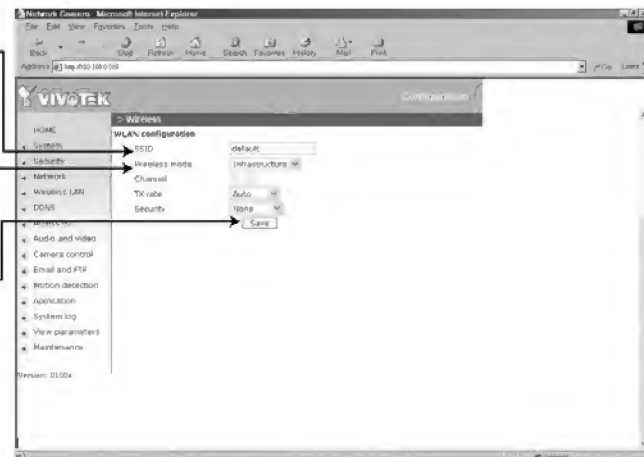 Network Camera - Microsoft Internet Explorer
File Edit View Favorites Tools Help
Back Stop Refresh Home Search Favorites History Mail Print
Address
Go Links
VIVOTEK
Configuration
> Wireless
HOME
WLAN configuration
System
SSID default
Security
Wireless mode Infrastructure
Network
Channel
Wireless LAN
TX rate Auto
DDNS
Security None
Save
Audio and video
Camera control
Email and FTP
Motion detection
Application
System log
View parameters
Maintenance
Version: 0100a